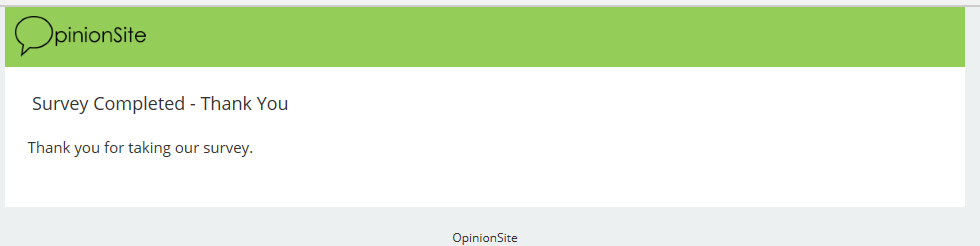 OpinionSite
Survey Completed - Thank You
Thank you for taking our survey.
OpinionSite